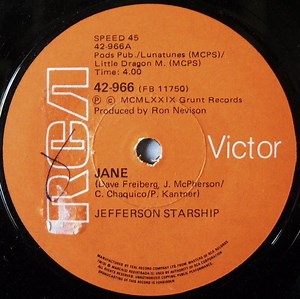 SPEED 45
42-966A
Pods Pub./Lunatunes (MCPS)/
Little Dragon M. (MCPS)
Time: 4.00
42-966 (FB 11750)
Ⓟ © MCMLXXIX Grunt Records
Produced by Ron Nevison
RCA
Victor
JANE
(Dave Freiberg, J. McPherson/
C. Chaquico/P. Kantner)
JEFFERSON STARSHIP